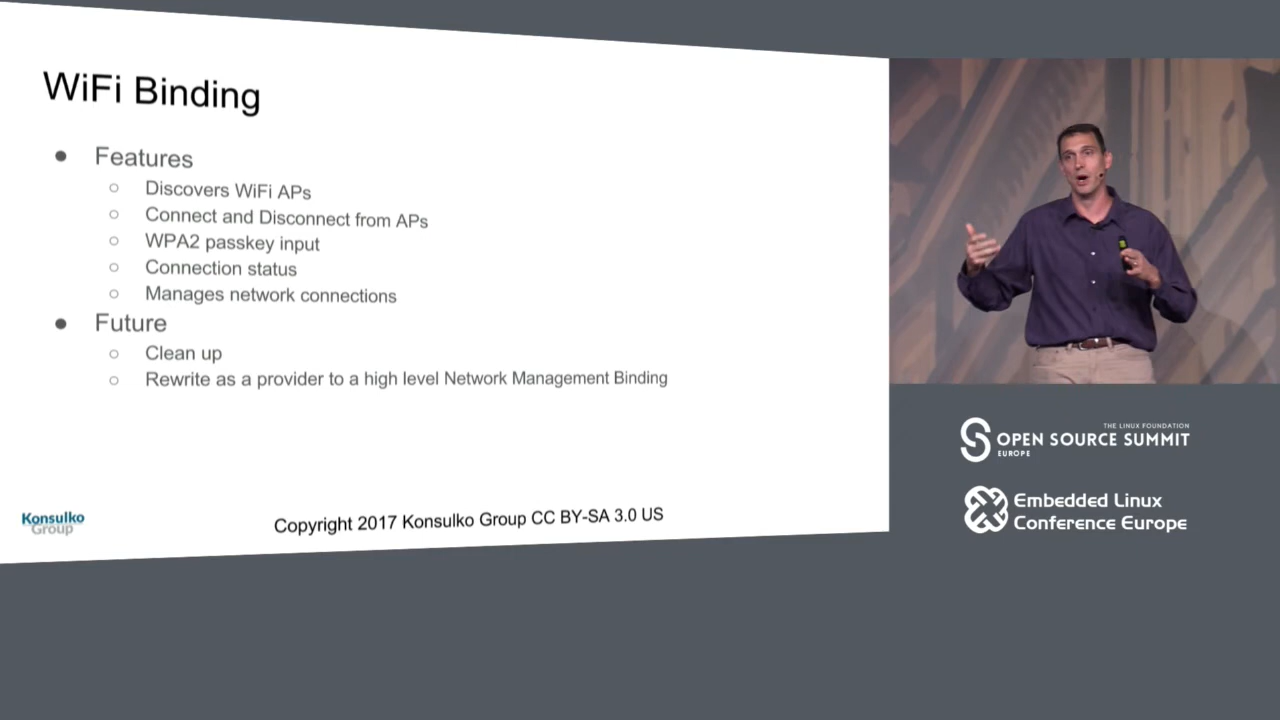 WiFi Binding
Features
Discovers WiFi APs
Connect and Disconnect from APs
WPA2 passkey input
Connection status
Manages network connections
Future
Clean up
Rewrite as a provider to a high level Network Management Binding
Konsulko
Group
Copyright 2017 Konsulko Group CC BY-SA 3.0 US
THE LINUX FOUNDATION
OPEN SOURCE SUMMIT
EUROPE
Embedded Linux
Conference Europe